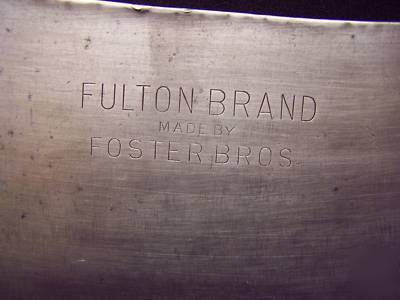 FULTON BRAND
MADE BY
FOSTER BROS.